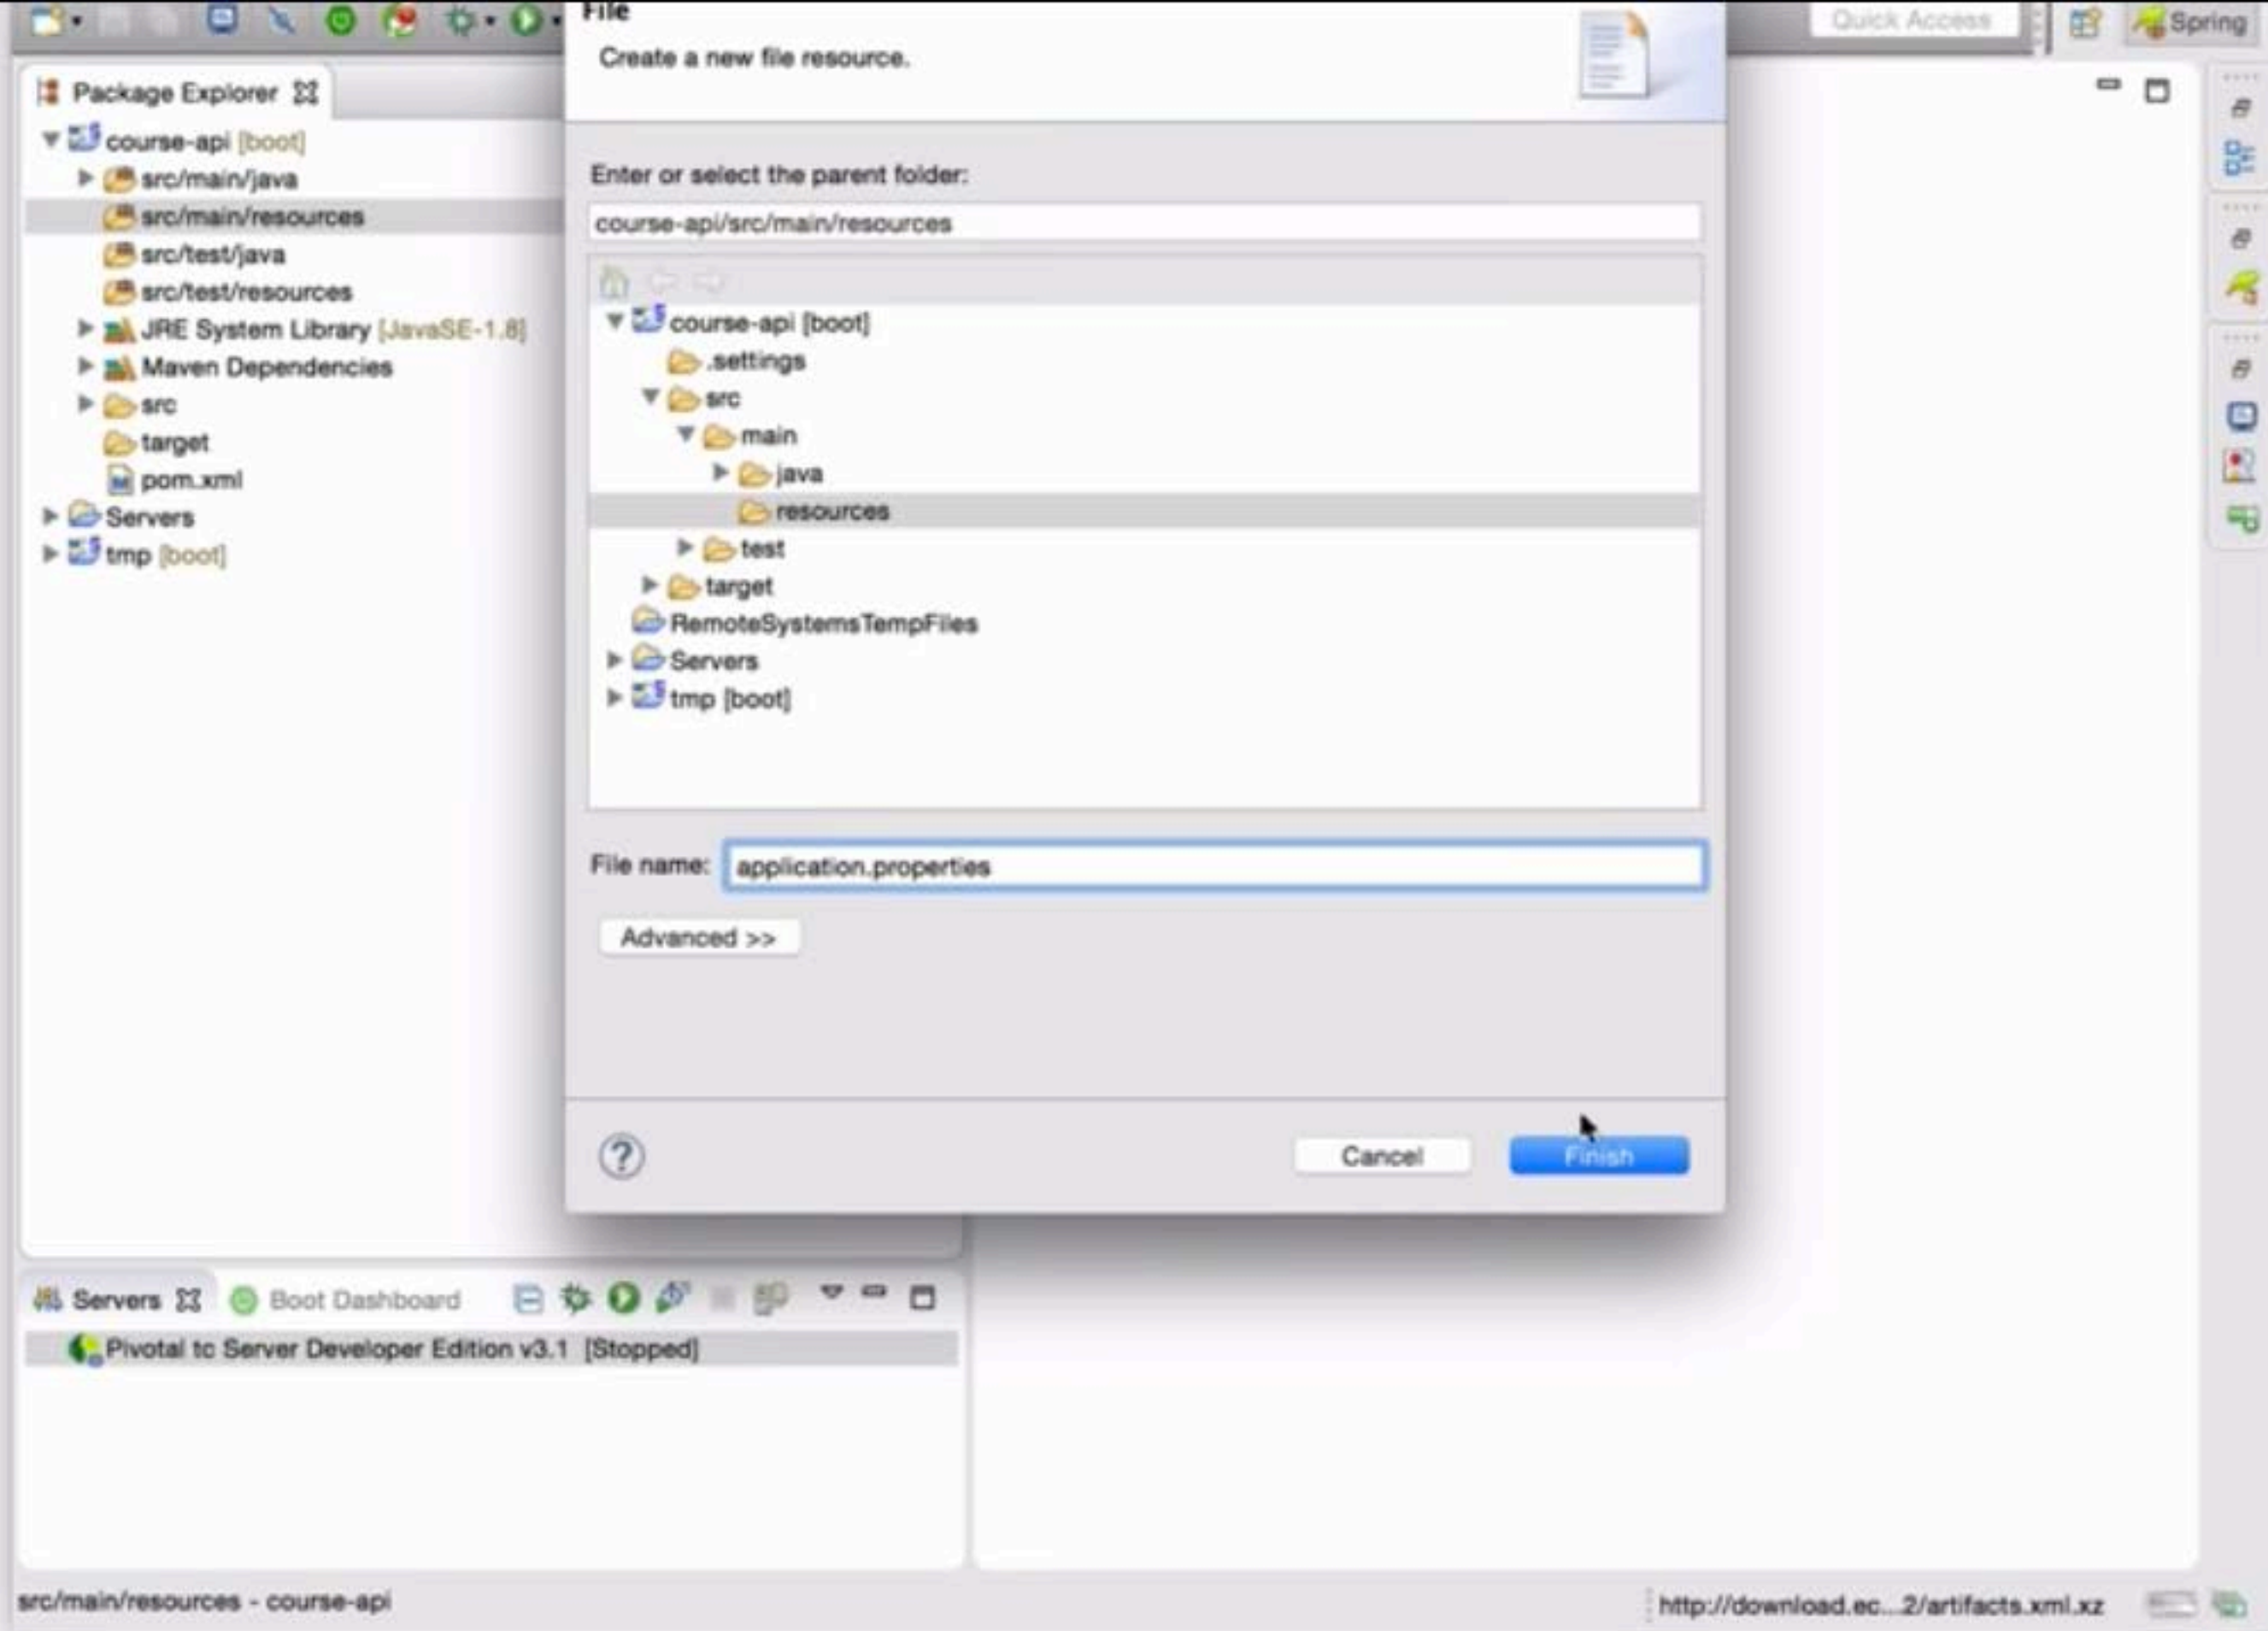 File
Quick Access
Spring
Create a new file resource.
Package Explorer
course-api [boot]
src/main/java
src/main/resources
src/test/java
src/test/resources
JRE System Library [JavaSE-1.8]
Maven Dependencies
src
target
pom.xml
Servers
tmp [boot]
Enter or select the parent folder:
course-api/src/main/resources
course-api [boot]
.settings
src
main
java
resources
test
target
RemoteSystemsTempFiles
Servers
tmp [boot]
File name: application.properties
Advanced >>
Cancel
Finish
Servers
Boot Dashboard
Pivotal tc Server Developer Edition v3.1 [Stopped]
src/main/resources - course-api
http://download.ec...2/artifacts.xml.xz